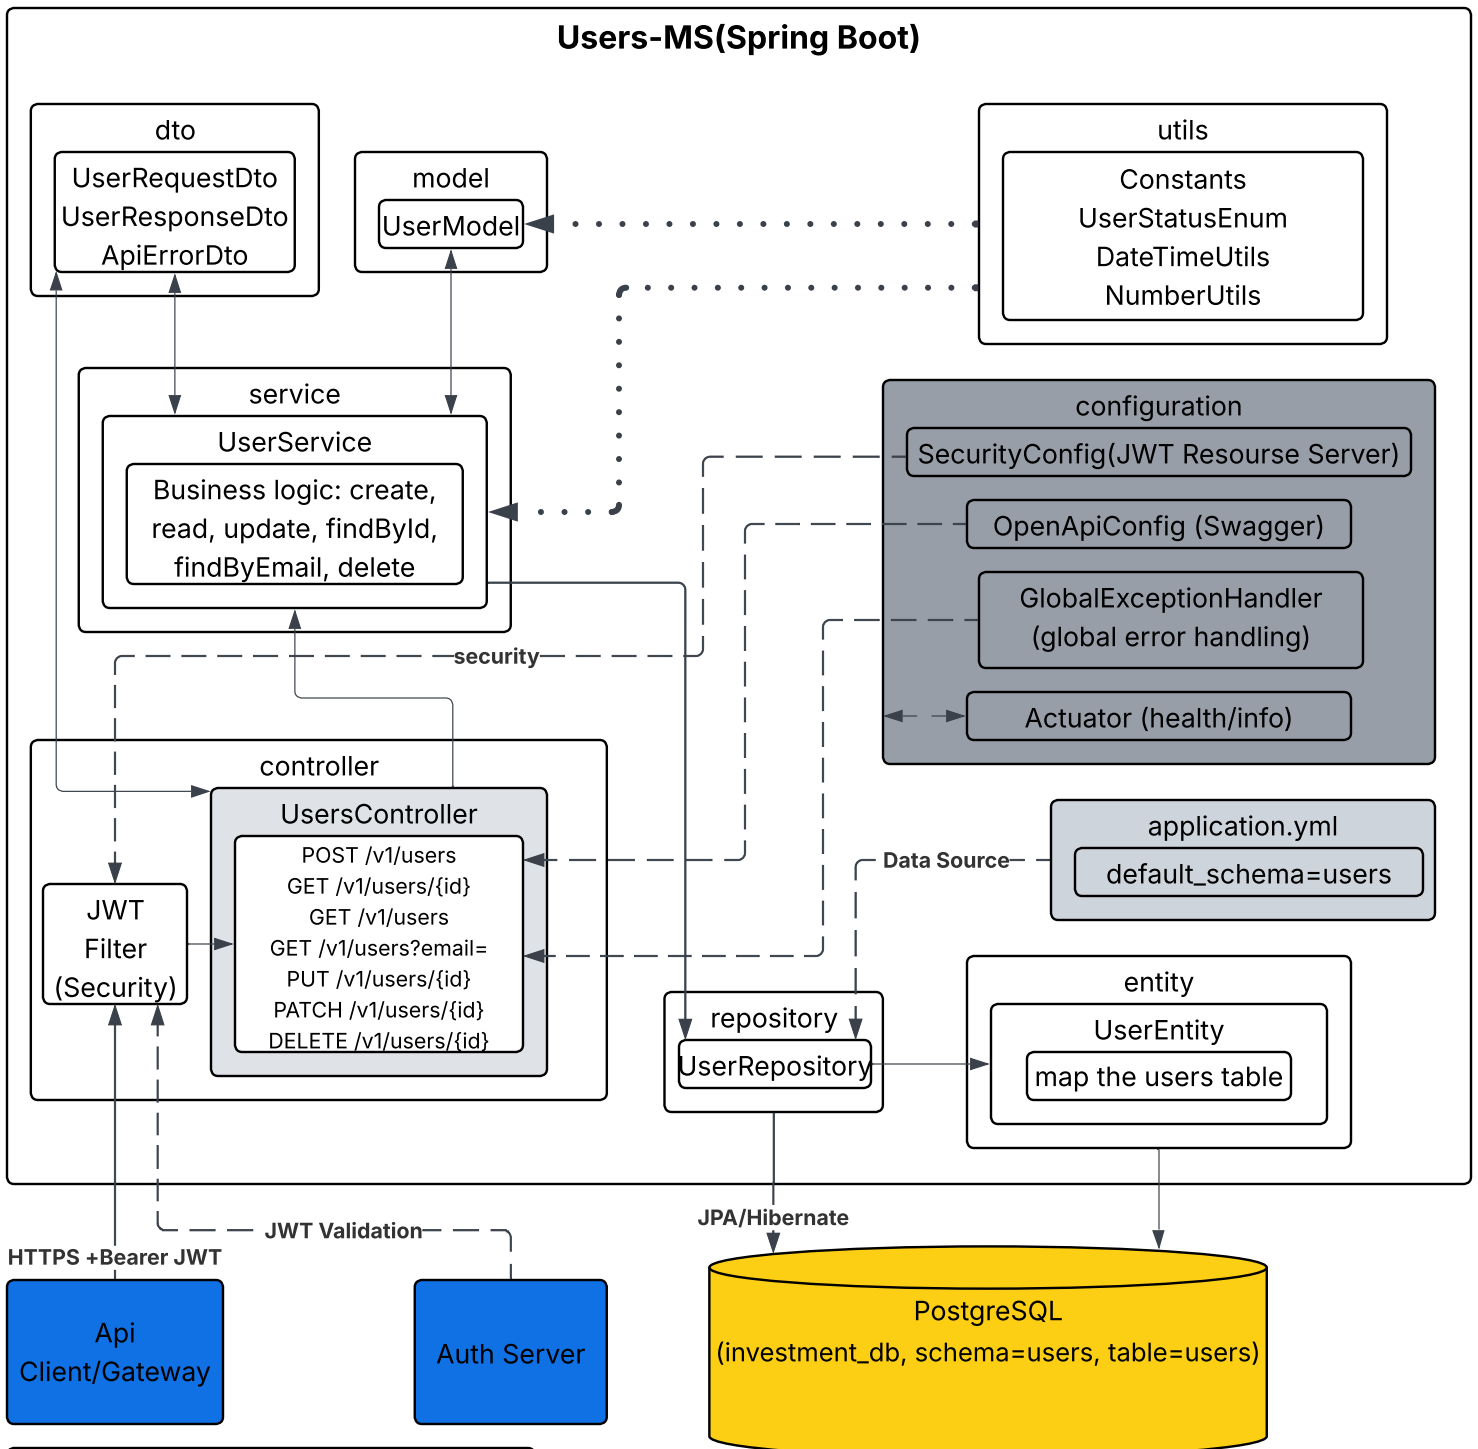 Users-MS(Spring Boot)
dto
UserRequestDto
UserResponseDto
ApiErrorDto
model
UserModel
utils
Constants
UserStatusEnum
DateTimeUtils
NumberUtils
service
UserService
Business logic: create,
read, update, findById,
findByEmail, delete
configuration
SecurityConfig(JWT Resourse Server)
OpenApiConfig (Swagger)
GlobalExceptionHandler
(global error handling)
Actuator (health/info)
security
controller
UsersController
POST /v1/users
GET /v1/users/{id}
GET /v1/users
GET /v1/users?email=
PUT /v1/users/{id}
PATCH /v1/users/{id}
DELETE /v1/users/{id}
JWT
Filter
(Security)
application.yml
default_schema=users
Data Source
entity
UserEntity
map the users table
repository
UserRepository
JPA/Hibernate
JWT Validation
HTTPS +Bearer JWT
Api
Client/Gateway
Auth Server
PostgreSQL
(investment_db, schema=users, table=users)